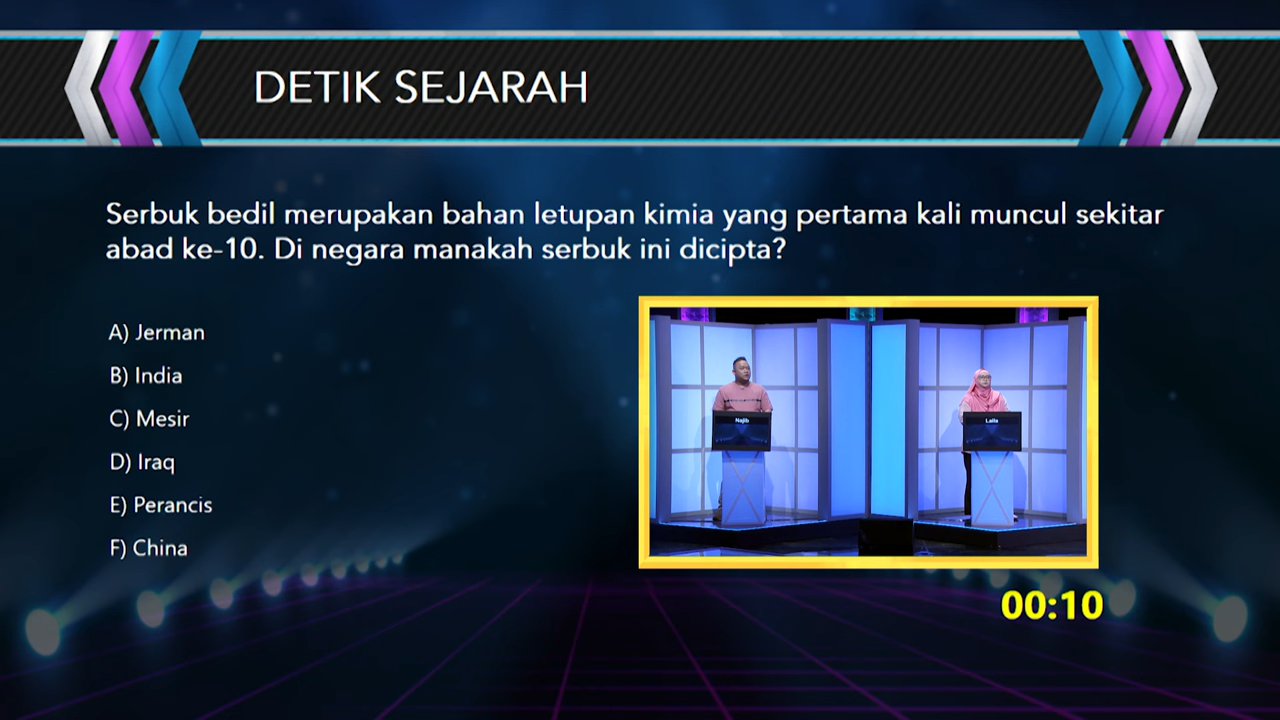 DETIK SEJARAH
Serbuk bedil merupakan bahan letupan kimia yang pertama kali muncul sekitar
abad ke-10. Di negara manakah serbuk ini dicipta?
A) Jerman
B) India
C) Mesir
D) Iraq
E) Perancis
F) China
Najib
Laila
00:10